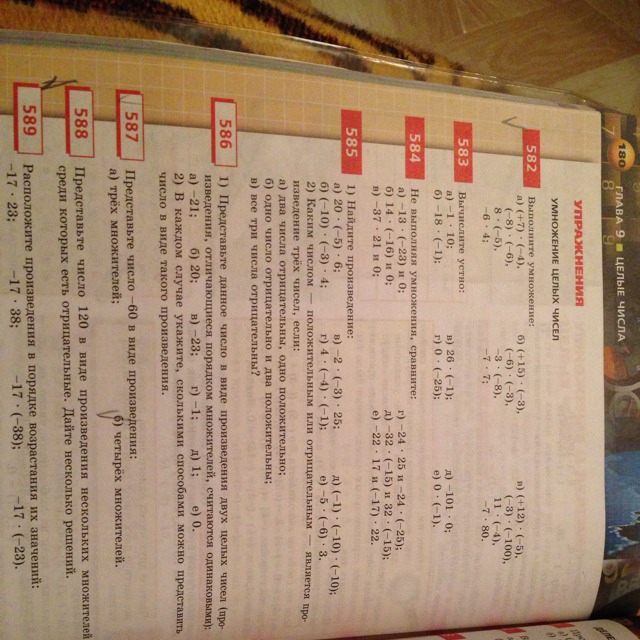 180 ГЛАВА 9 ■ ЦЕЛЫЕ ЧИСЛА
УПРАЖНЕНИЯ
УМНОЖЕНИЕ ЦЕЛЫХ ЧИСЕЛ
582 Выполните умножение:
а) (+7) · (−4), б) (+15) · (−3), в) (+12) · (−5),
(−8) · (−6), (−6) · (−3), (−3) · (−100),
8 · (−5), −3 · (−8), 11 · (−4),
−6 · 4; −7 · 7; −7 · 80.
583 Вычислите устно:
а) −1 · 10; в) 26 · (−1); д) −101 · 0;
б) −18 · (−1); г) 0 · (−25); е) 0 · (−1).
584 Не выполняя умножения, сравните:
а) −13 · (−23) и 0; г) −24 · 25 и −24 · (−25);
б) 14 · (−16) и 0; д) −32 · (−15) и 32 · (−15);
в) −37 · 21 и 0; е) −22 · 17 и (−17) · 22.
585 1) Найдите произведение:
а) 20 · (−5) · 6; в) −2 · (−3) · 25; д) (−1) · (−10) · (−10);
б) (−10) · (−3) · 4; г) 4 · (−4) · (−1); е) −5 · (−6) · 3.
2) Каким числом — положительным или отрицательным — является про-
изведение трёх чисел, если:
а) два числа отрицательны, одно положительно;
б) одно число отрицательно и два положительны;
в) все три числа отрицательны?
586 1) Представьте данное число в виде произведения двух целых чисел (про-
изведения, отличающиеся порядком множителей, считаются одинаковыми);
а) −21; б) 20; в) −23; г) −1; д) 1; е) 0.
2) В каждом случае укажите, сколькими способами можно представить
число в виде такого произведения.
587 Представьте число −60 в виде произведения:
а) трёх множителей; б) четырёх множителей.
588 Представьте число 120 в виде произведения нескольких множителей
среди которых есть отрицательные. Дайте несколько решений.
589 Расположите произведения в порядке возрастания их значений:
−17 · 23; −17 · 38; −17 · (−38); −17 · (−23).